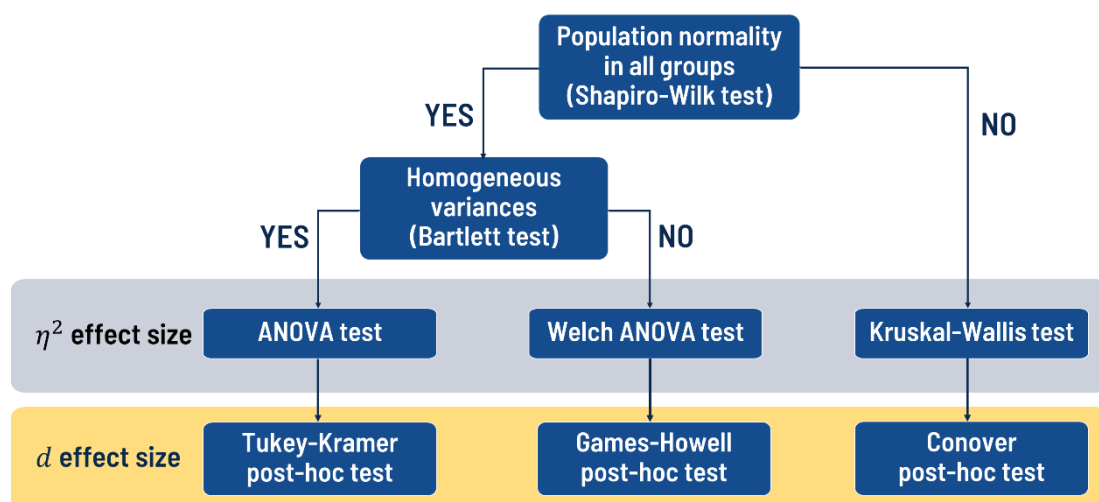 Population normality
in all groups
(Shapiro-Wilk test)
YES
NO
Homogeneous
variances
(Bartlett test)
YES
NO
η² effect size
ANOVA test
Welch ANOVA test
Kruskal-Wallis test
d effect size
Tukey-Kramer
post-hoc test
Games-Howell
post-hoc test
Conover
post-hoc test